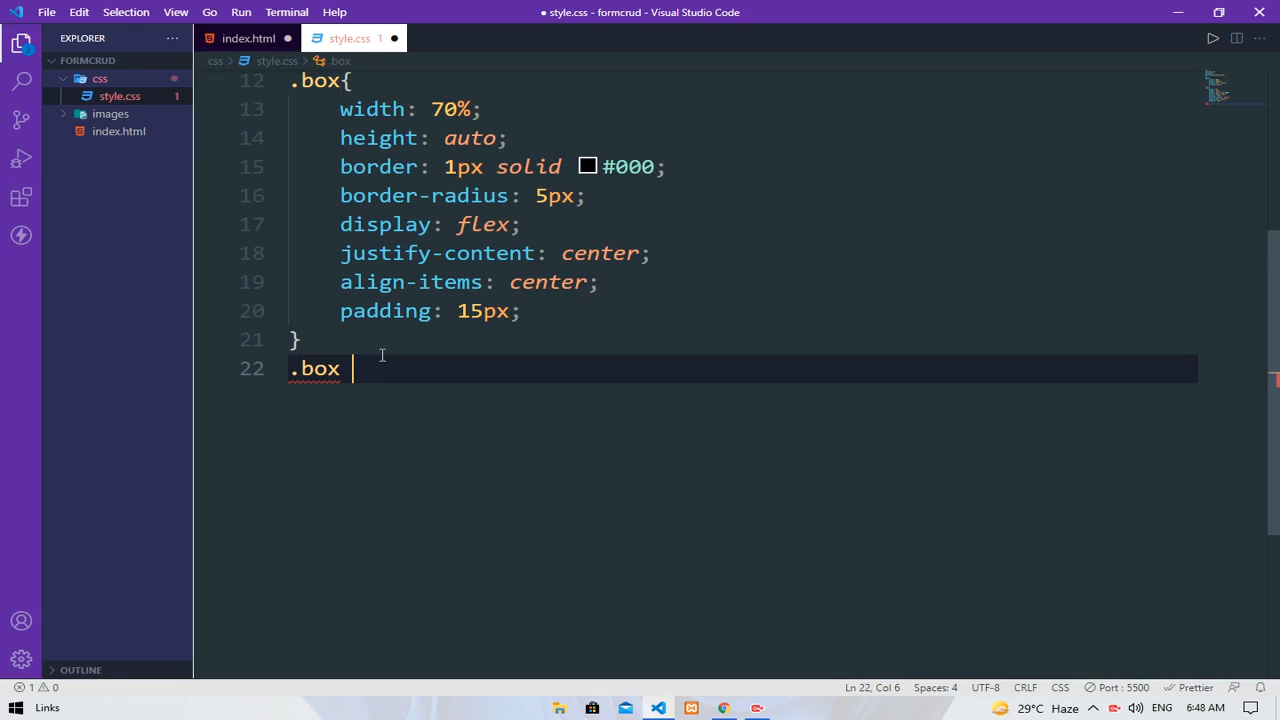 File Edit Selection View Go Run Terminal Help
● style.css - formcrud - Visual Studio Code
EXPLORER
FORMCRUD
css
style.css 1
images
index.html
OUTLINE
index.html
style.css 1
css > style.css > .box
12 .box{
13 width: 70%;
14 height: auto;
15 border: 1px solid #000;
16 border-radius: 5px;
17 display: flex;
18 justify-content: center;
19 align-items: center;
20 padding: 15px;
21 }
22 .box
1 0
Ln 22, Col 6 Spaces: 4 UTF-8 CRLF CSS Port : 5500 Prettier
Links
29°C Haze ENG 6:48 AM